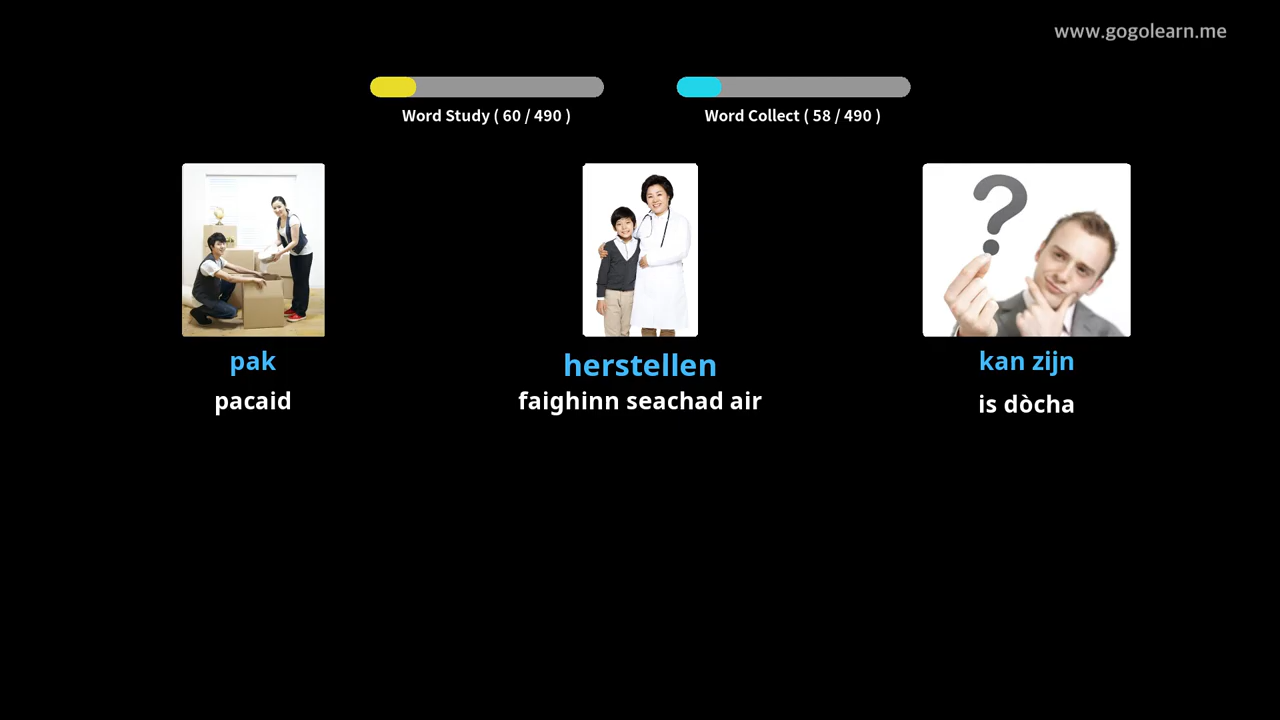 www.gogolearn.me
Word Study ( 60 / 490 )
Word Collect ( 58 / 490 )
pak
pacaid
herstellen
faighinn seachad air
kan zijn
is dòcha